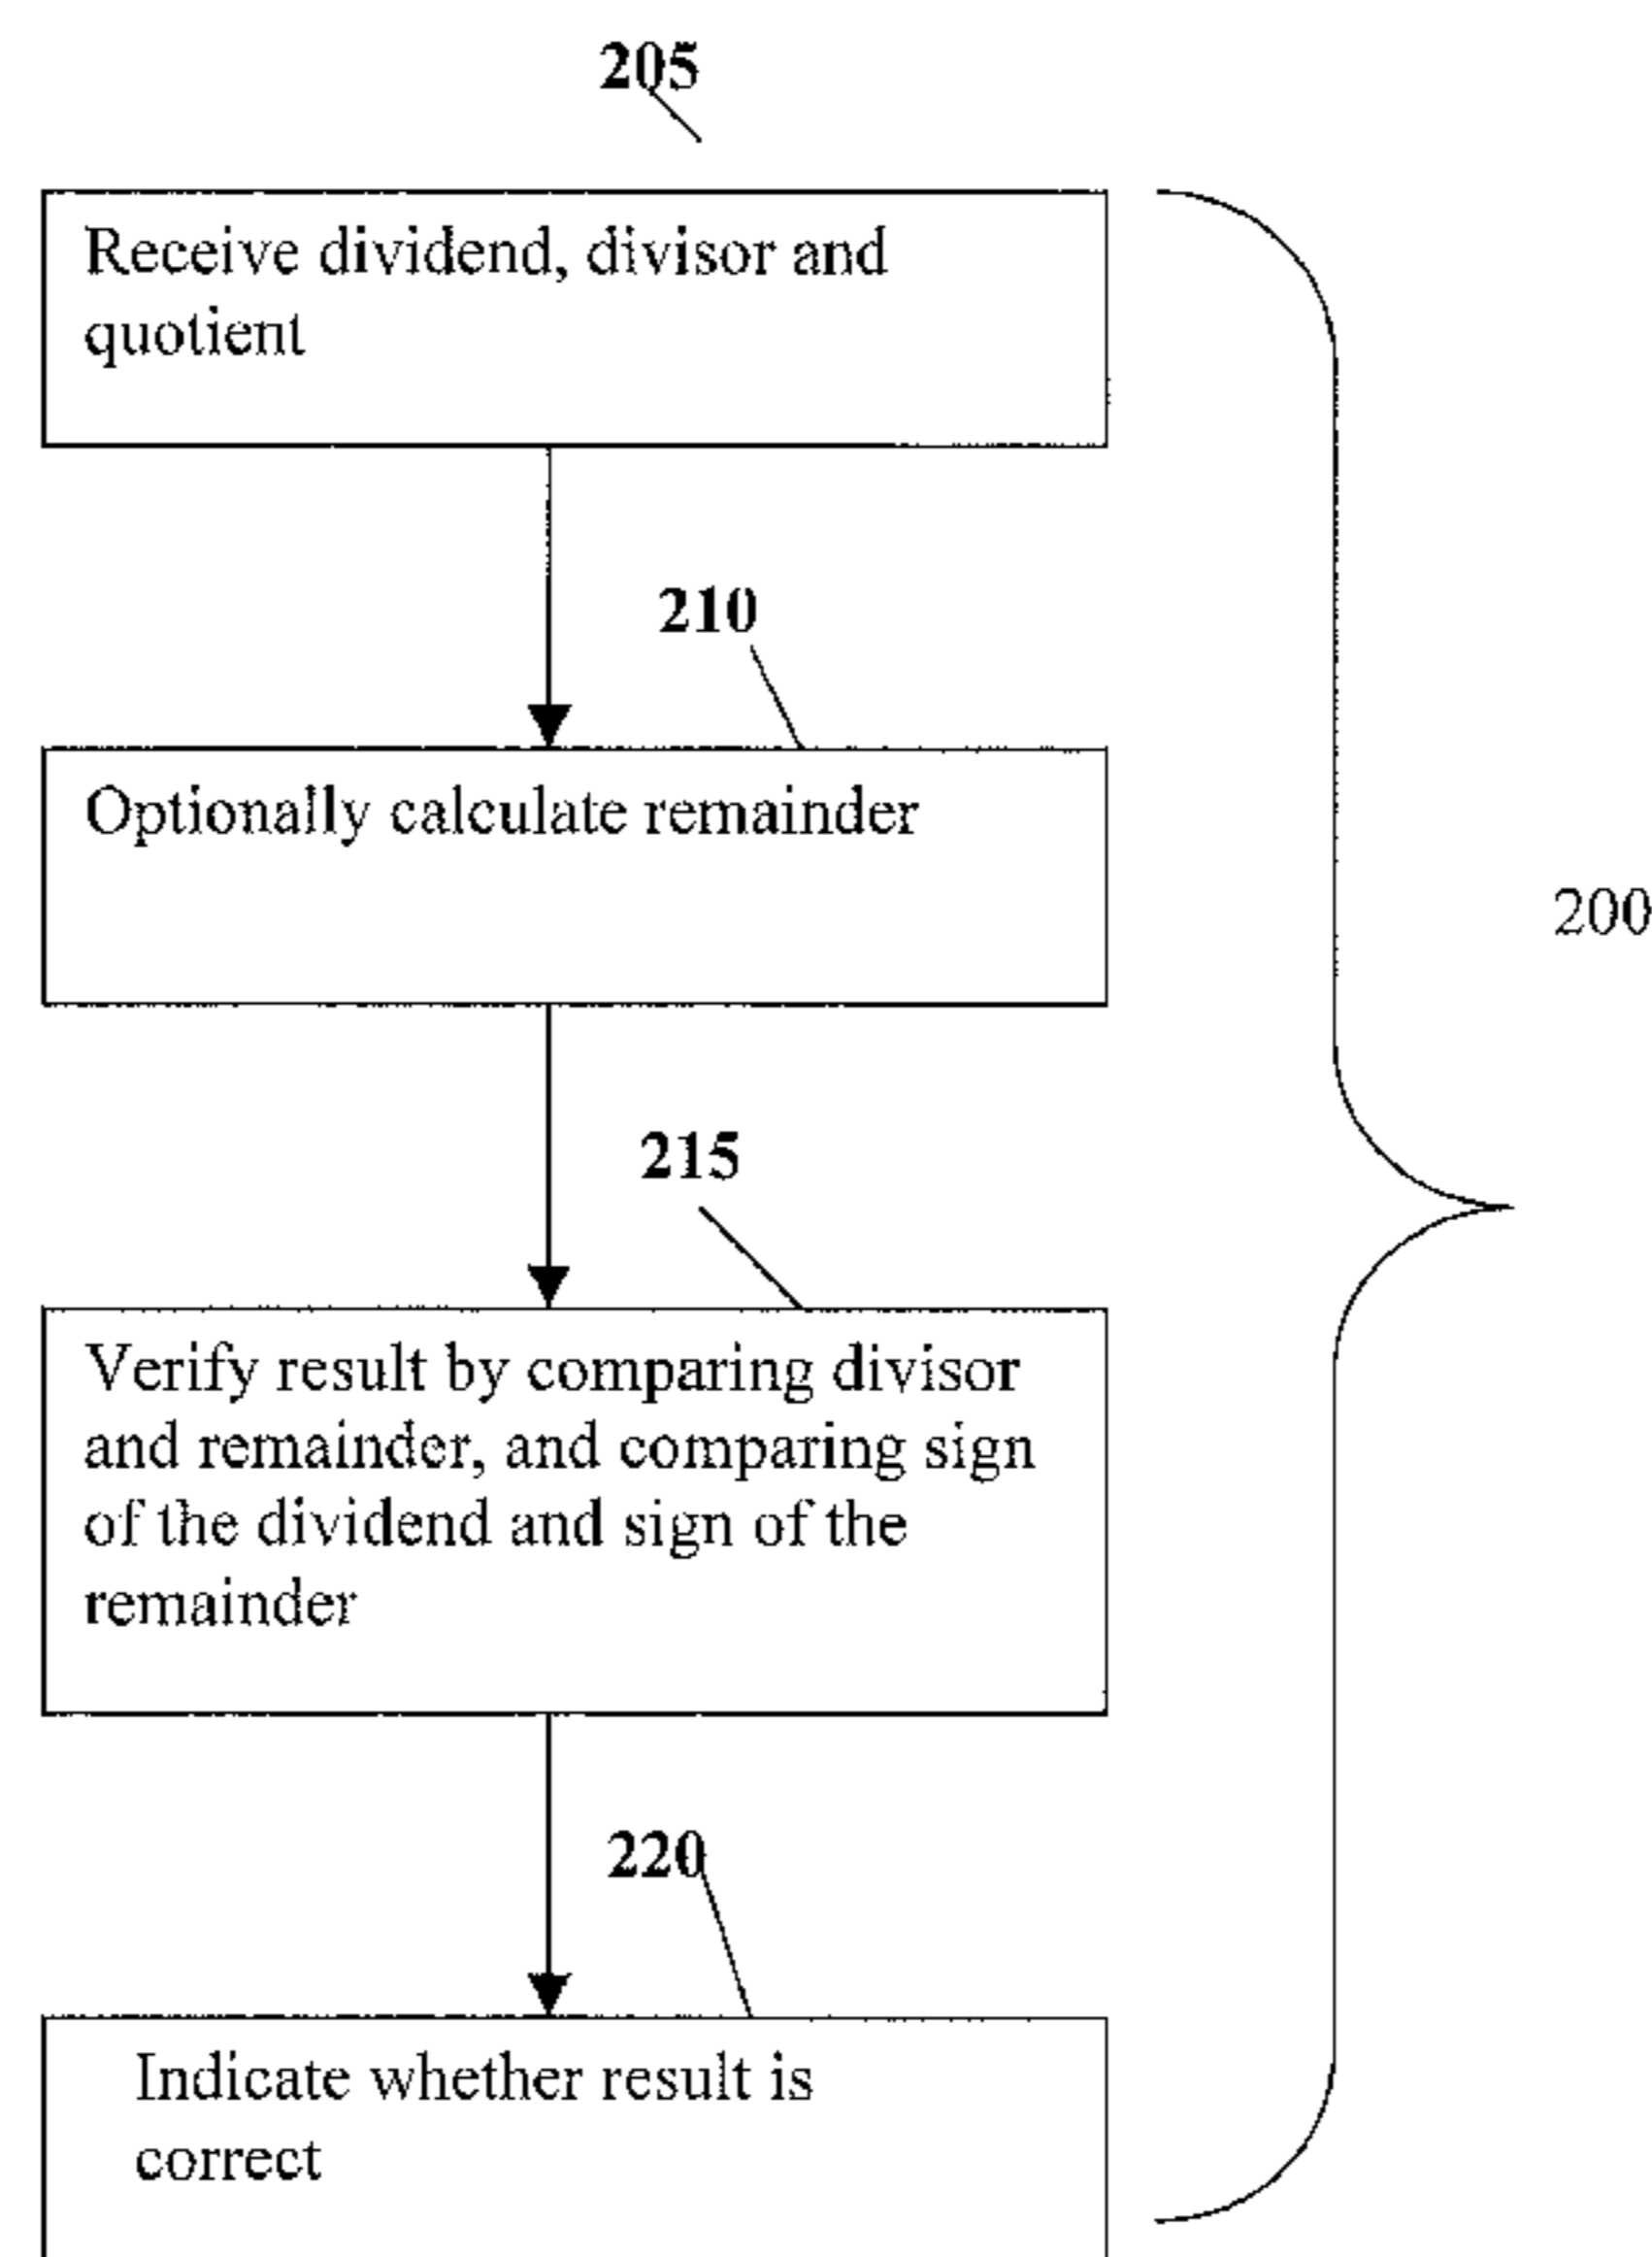 205
Receive dividend, divisor and
quotient
210
Optionally calculate remainder
200
215
Verify result by comparing divisor
and remainder, and comparing sign
of the dividend and sign of the
remainder
220
Indicate whether result is
correct